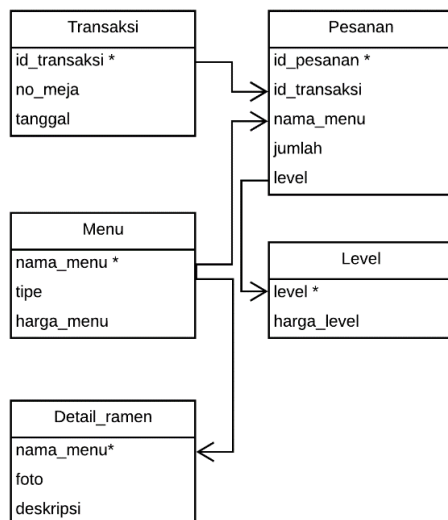 Transaksi
id_transaksi *
no_meja
tanggal
Pesanan
id_pesanan *
id_transaksi
nama_menu
jumlah
level
Menu
nama_menu *
tipe
harga_menu
Level
level *
harga_level
Detail_ramen
nama_menu*
foto
deskripsi